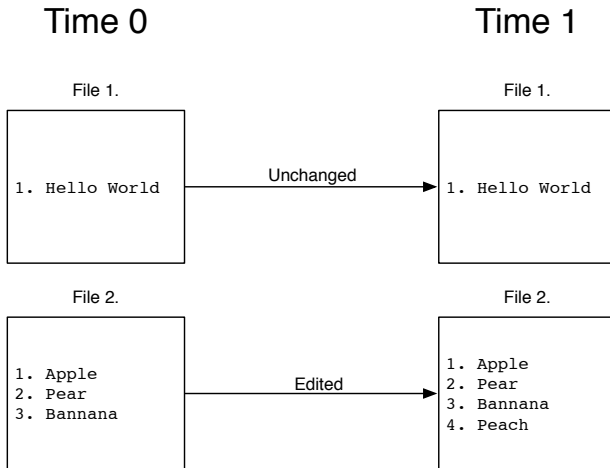 Time 0
Time 1
File 1.
File 1.
1. Hello World
Unchanged
1. Hello World
File 2.
File 2.
1. Apple
2. Pear
3. Bannana
Edited
1. Apple
2. Pear
3. Bannana
4. Peach